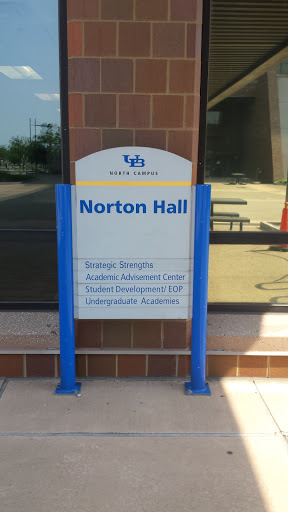 UB
NORTH CAMPUS
Norton Hall
Strategic Strengths
Academic Advisement Center
Student Development/ EOP
Undergraduate Academies